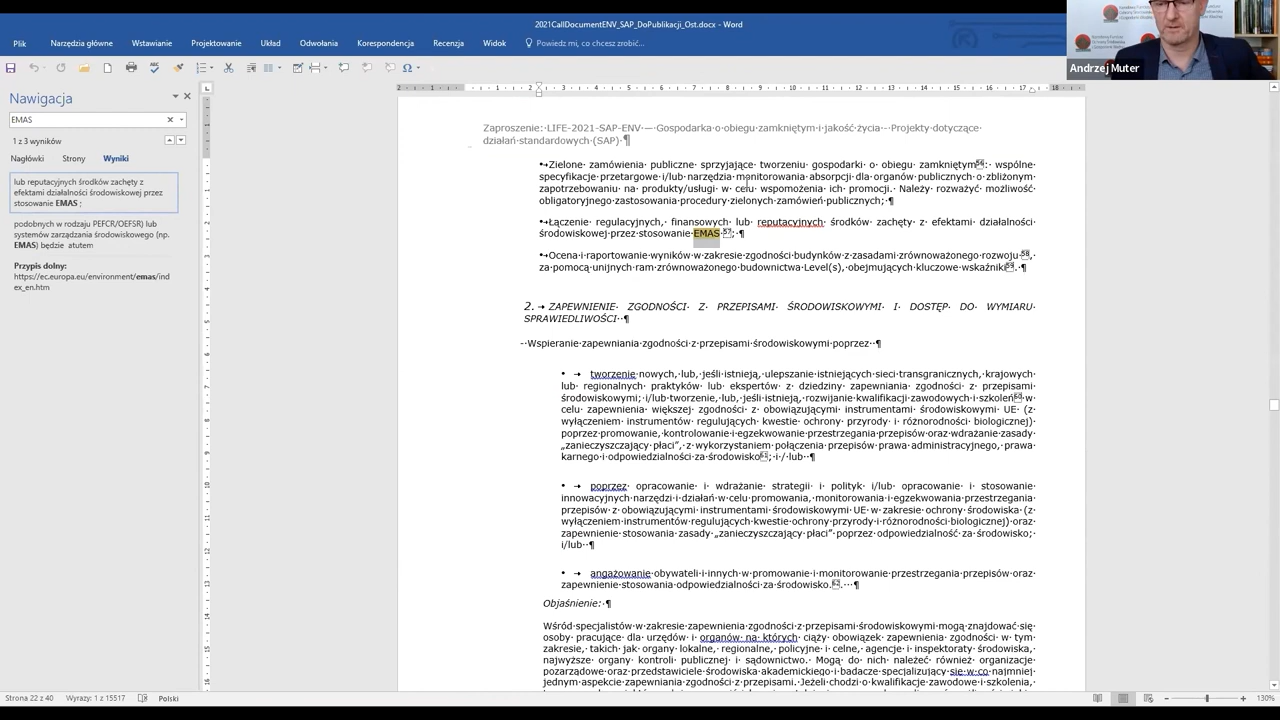 2021CallDocumentENV_SAP_DoPublikacji_Ost.docx - Word
Andrzej Muter
Plik Narzędzia główne Wstawianie Projektowanie Układ Odwołania Korespondencja Recenzja Widok Powiedz mi, co chcesz zrobić...
Nawigacja
EMAS
1 z 3 wyników
Nagłówki Strony Wyniki
lub reputacyjnych środków zachęty z
efektami działalności środowiskowej przez
stosowanie EMAS ;
podobnych w rodzaju PEFCR/OEFSR) lub
systemów zarządzania środowiskowego (np.
EMAS) będzie atutem
Przypis dolny:
https://ec.europa.eu/environment/emas/ind
ex_en.htm
Zaproszenie: LIFE-2021-SAP-ENV — Gospodarka o obiegu zamkniętym i jakość życia - Projekty dotyczące
działań standardowych (SAP) ¶
•→Zielone zamówienia publiczne sprzyjające tworzeniu gospodarki o obiegu zamkniętym: wspólne
specyfikacje przetargowe i/lub narzędzia monitorowania absorpcji dla organów publicznych o zbliżonym
zapotrzebowaniu na produkty/usługi w celu wspomożenia ich promocji. Należy rozważyć możliwość
obligatoryjnego zastosowania procedury zielonych zamówień publicznych; ¶
•→Łączenie regulacyjnych, finansowych lub reputacyjnych środków zachęty z efektami działalności
środowiskowej przez stosowanie EMAS 57; ¶
•→Ocena i raportowanie wyników w zakresie zgodności budynków z zasadami zrównoważonego rozwoju 58,
za pomocą unijnych ram zrównoważonego budownictwa Level(s), obejmujących kluczowe wskaźniki. ¶
2. → ZAPEWNIENIE ZGODNOŚCI Z PRZEPISAMI ŚRODOWISKOWYMI I DOSTĘP DO WYMIARU
SPRAWIEDLIWOŚCI ¶
- Wspieranie zapewniania zgodności z przepisami środowiskowymi poprzez ¶
• → tworzenie nowych, lub, jeśli istnieją, ulepszanie istniejących sieci transgranicznych, krajowych
lub regionalnych praktyków lub ekspertów z dziedziny zapewniania zgodności z przepisami
środowiskowymi; i/lub tworzenie, lub, jeśli istnieją, rozwijanie kwalifikacji zawodowych i szkoleń w
celu zapewnienia większej zgodności z obowiązującymi instrumentami środowiskowymi UE (z
wyłączeniem instrumentów regulujących kwestie ochrony przyrody i różnorodności biologicznej)
poprzez promowanie, kontrolowanie i egzekwowanie przestrzegania przepisów oraz wdrażanie zasady
„zanieczyszczający płaci”, z wykorzystaniem połączenia przepisów prawa administracyjnego, prawa
karnego i odpowiedzialności za środowisko; i / lub ¶
• → poprzez opracowanie i wdrażanie strategii i polityk i/lub opracowanie i stosowanie
innowacyjnych narzędzi i działań w celu promowania, monitorowania i egzekwowania przestrzegania
przepisów z obowiązującymi instrumentami środowiskowymi UE w zakresie ochrony środowiska (z
wyłączeniem instrumentów regulujących kwestie ochrony przyrody i różnorodności biologicznej) oraz
zapewnienie stosowania zasady „zanieczyszczający płaci” poprzez odpowiedzialność za środowisko;
i/lub ¶
• → angażowanie obywateli i innych w promowanie i monitorowanie przestrzegania przepisów oraz
zapewnienie stosowania odpowiedzialności za środowisko. ¶
Objaśnienie: ¶
Wśród specjalistów w zakresie zapewnienia zgodności z przepisami środowiskowymi mogą znajdować się
osoby pracujące dla urzędów i organów na których ciąży obowiązek zapewnienia zgodności w tym
zakresie, takich jak organy lokalne, regionalne, policyjne i celne, agencje i inspektoraty środowiska,
najwyższe organy kontroli publicznej i sądownictwo. Mogą do nich należeć również organizacje
pozarządowe oraz przedstawiciele środowiska akademickiego i badacze specjalizujący się w co najmniej
jednym aspekcie zapewnienia zgodności z przepisami. Jeżeli chodzi o kwalifikacje zawodowe i szkolenia,
Strona 22 z 40 Wyrazy: 1 z 15517 Polski 130%